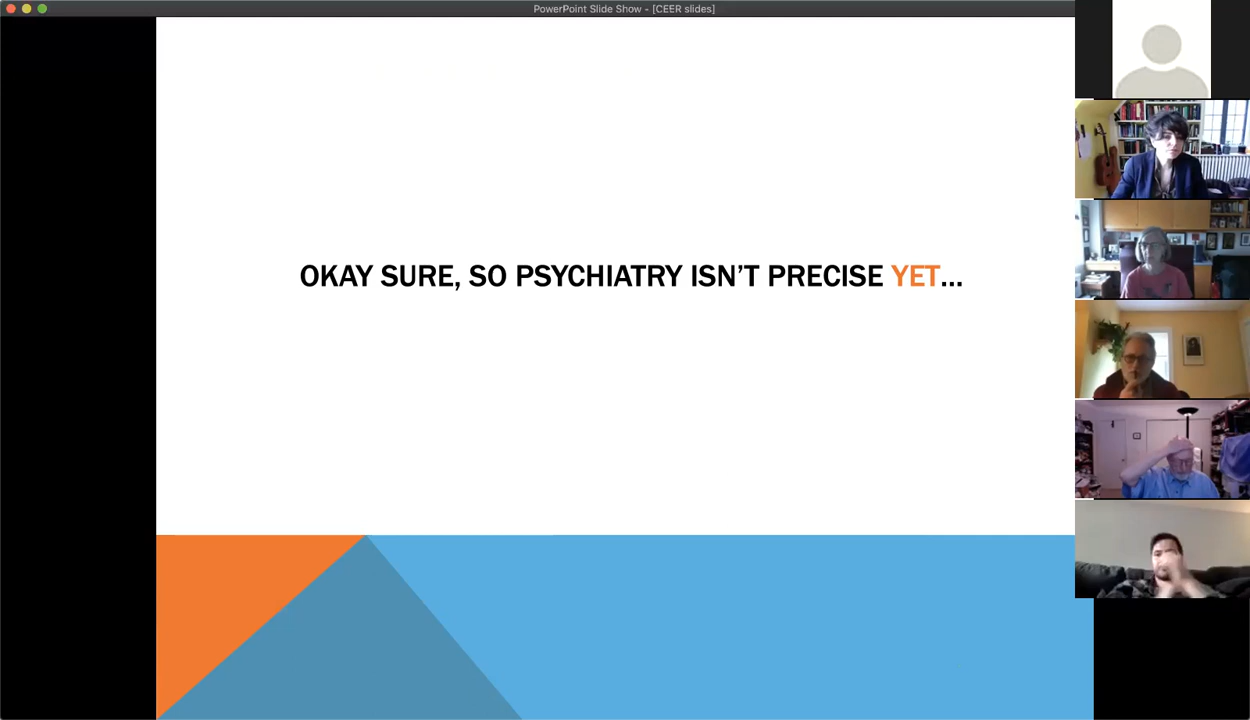 PowerPoint Slide Show - [CEER slides]
OKAY SURE, SO PSYCHIATRY ISN’T PRECISE YET…